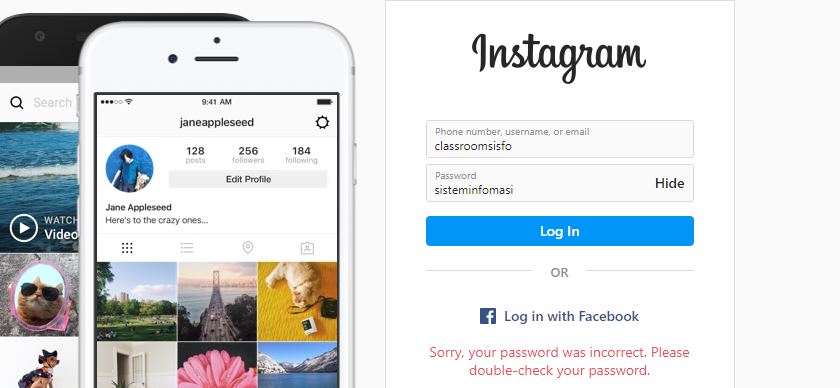 Search
WATCH
Video
9:41 AM
janeappleseed
128 256 184
posts followers following
Edit Profile
Jane Appleseed
Here's to the crazy ones...
Instagram
Phone number, username, or email
classroomsisfo
Password
sisteminfomasi
Hide
Log In
OR
Log in with Facebook
Sorry, your password was incorrect. Please
double-check your password.